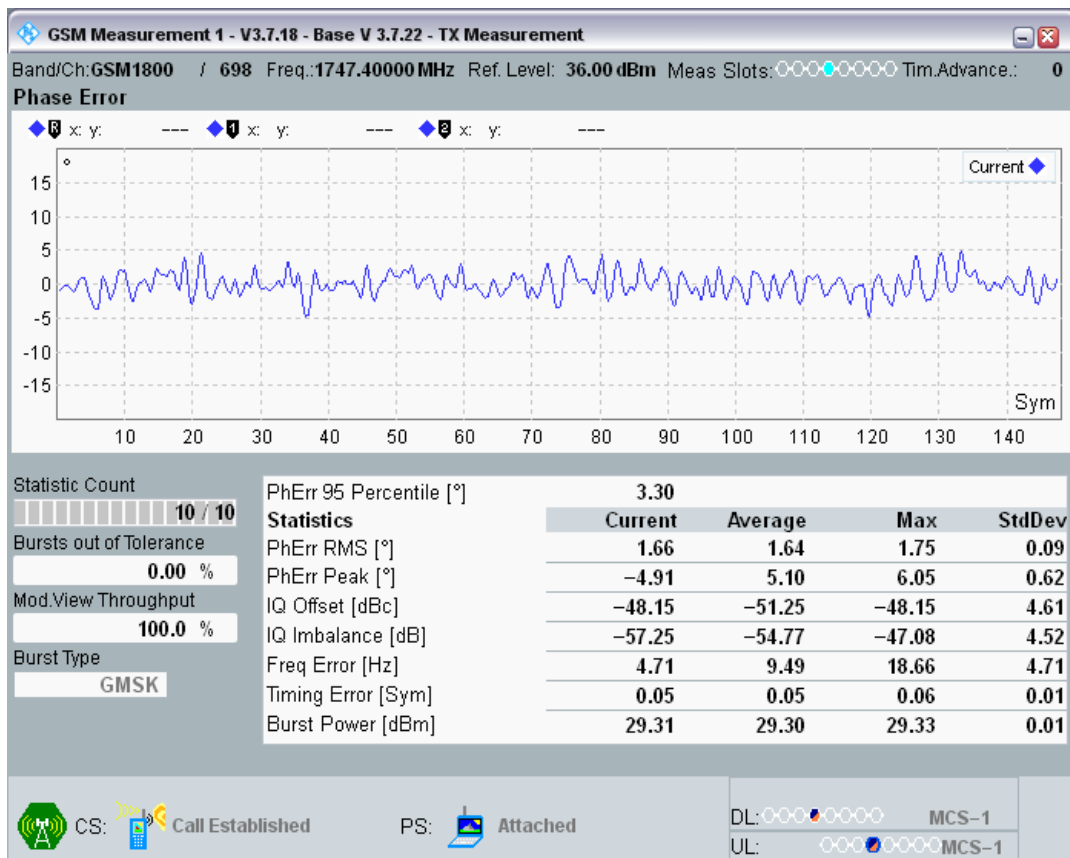 GSM Measurement 1 - V3.7.18 - Base V 3.7.22 - TX Measurement
Band/Ch:GSM1800 / 698 Freq.:1747.40000 MHz Ref. Level: 36.00 dBm Meas Slots: Tim.Advance.: 0
Phase Error
R x: y: --- 1 x: y: --- 2 x: y: ---
° Current
15
10
5
0
-5
-10
-15
Sym
10 20 30 40 50 60 70 80 90 100 110 120 130 140
Statistic Count
10 / 10
Bursts out of Tolerance
0.00 %
Mod.View Throughput
100.0 %
Burst Type
GMSK
PhErr 95 Percentile [°] 3.30
Statistics Current Average Max StdDev
PhErr RMS [°] 1.66 1.64 1.75 0.09
PhErr Peak [°] −4.91 5.10 6.05 0.62
IQ Offset [dBc] −48.15 −51.25 −48.15 4.61
IQ Imbalance [dB] −57.25 −54.77 −47.08 4.52
Freq Error [Hz] 4.71 9.49 18.66 4.71
Timing Error [Sym] 0.05 0.05 0.06 0.01
Burst Power [dBm] 29.31 29.30 29.33 0.01
CS: Call Established PS: Attached
DL: MCS−1
UL: MCS−1